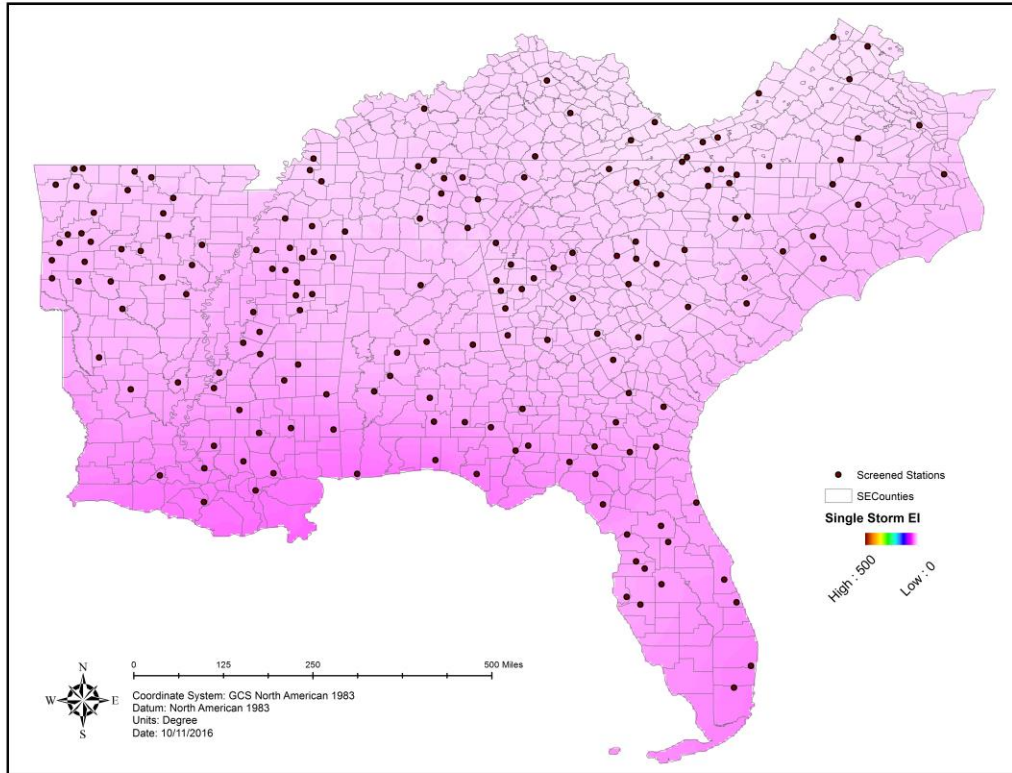 Screened Stations
SECounties
Single Storm EI
High : 500
Low : 0
0 125 250 500 Miles
N
W E
S
Coordinate System: GCS North American 1983
Datum: North American 1983
Units: Degree
Date: 10/11/2016